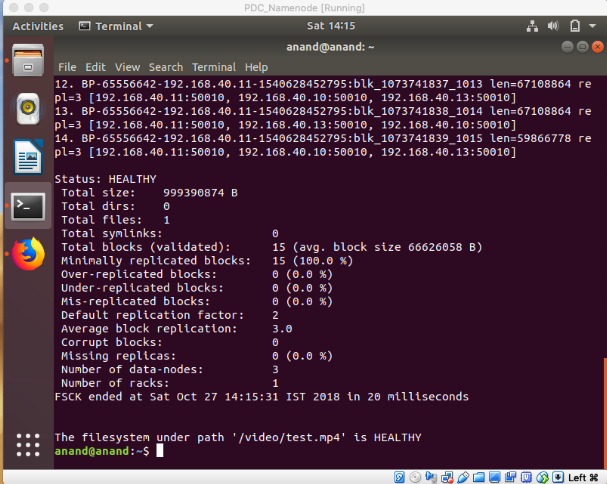 PDC_Namenode [Running]
Activities Terminal Sat 14:15
anand@anand: ~
File Edit View Search Terminal Help
12. BP-65556642-192.168.40.11-1540628452795:blk_1073741837_1013 len=67108864 re
pl=3 [192.168.40.11:50010, 192.168.40.10:50010, 192.168.40.13:50010]
13. BP-65556642-192.168.40.11-1540628452795:blk_1073741838_1014 len=67108864 re
pl=3 [192.168.40.11:50010, 192.168.40.13:50010, 192.168.40.10:50010]
14. BP-65556642-192.168.40.11-1540628452795:blk_1073741839_1015 len=59866778 re
pl=3 [192.168.40.11:50010, 192.168.40.10:50010, 192.168.40.13:50010]
Status: HEALTHY
Total size: 999390874 B
Total dirs: 0
Total files: 1
Total symlinks: 0
Total blocks (validated): 15 (avg. block size 66626058 B)
Minimally replicated blocks: 15 (100.0 %)
Over-replicated blocks: 0 (0.0 %)
Under-replicated blocks: 0 (0.0 %)
Mis-replicated blocks: 0 (0.0 %)
Default replication factor: 2
Average block replication: 3.0
Corrupt blocks: 0
Missing replicas: 0 (0.0 %)
Number of data-nodes: 3
Number of racks: 1
FSCK ended at Sat Oct 27 14:15:31 IST 2018 in 20 milliseconds
The filesystem under path '/video/test.mp4' is HEALTHY
anand@anand:~$
Left ⌘